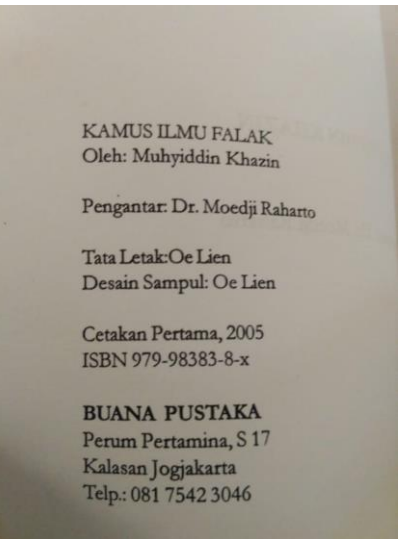 KAMUS ILMU FALAK
Oleh: Muhyiddin Khazin
Pengantar: Dr. Moedji Raharto
Tata Letak:Oe Lien
Desain Sampul: Oe Lien
Cetakan Pertama, 2005
ISBN 979-98383-8-x
BUANA PUSTAKA
Perum Pertamina, S 17
Kalasan Jogjakarta
Telp.: 081 7542 3046